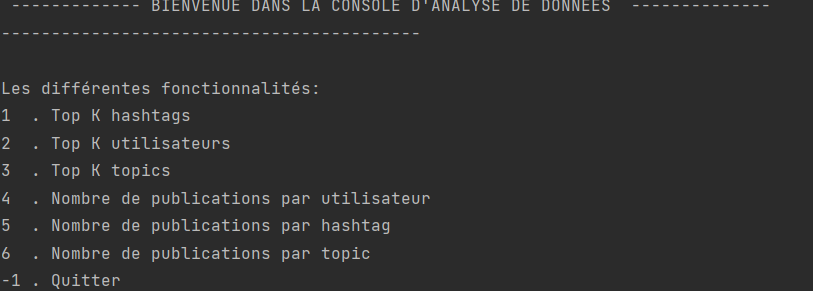 ------------- BIENVENUE DANS LA CONSOLE D'ANALYSE DE DONNEES  --------------
------------------------------------------
Les différentes fonctionnalités:
1  . Top K hashtags
2  . Top K utilisateurs
3  . Top K topics
4  . Nombre de publications par utilisateur
5  . Nombre de publications par hashtag
6  . Nombre de publications par topic
-1 . Quitter